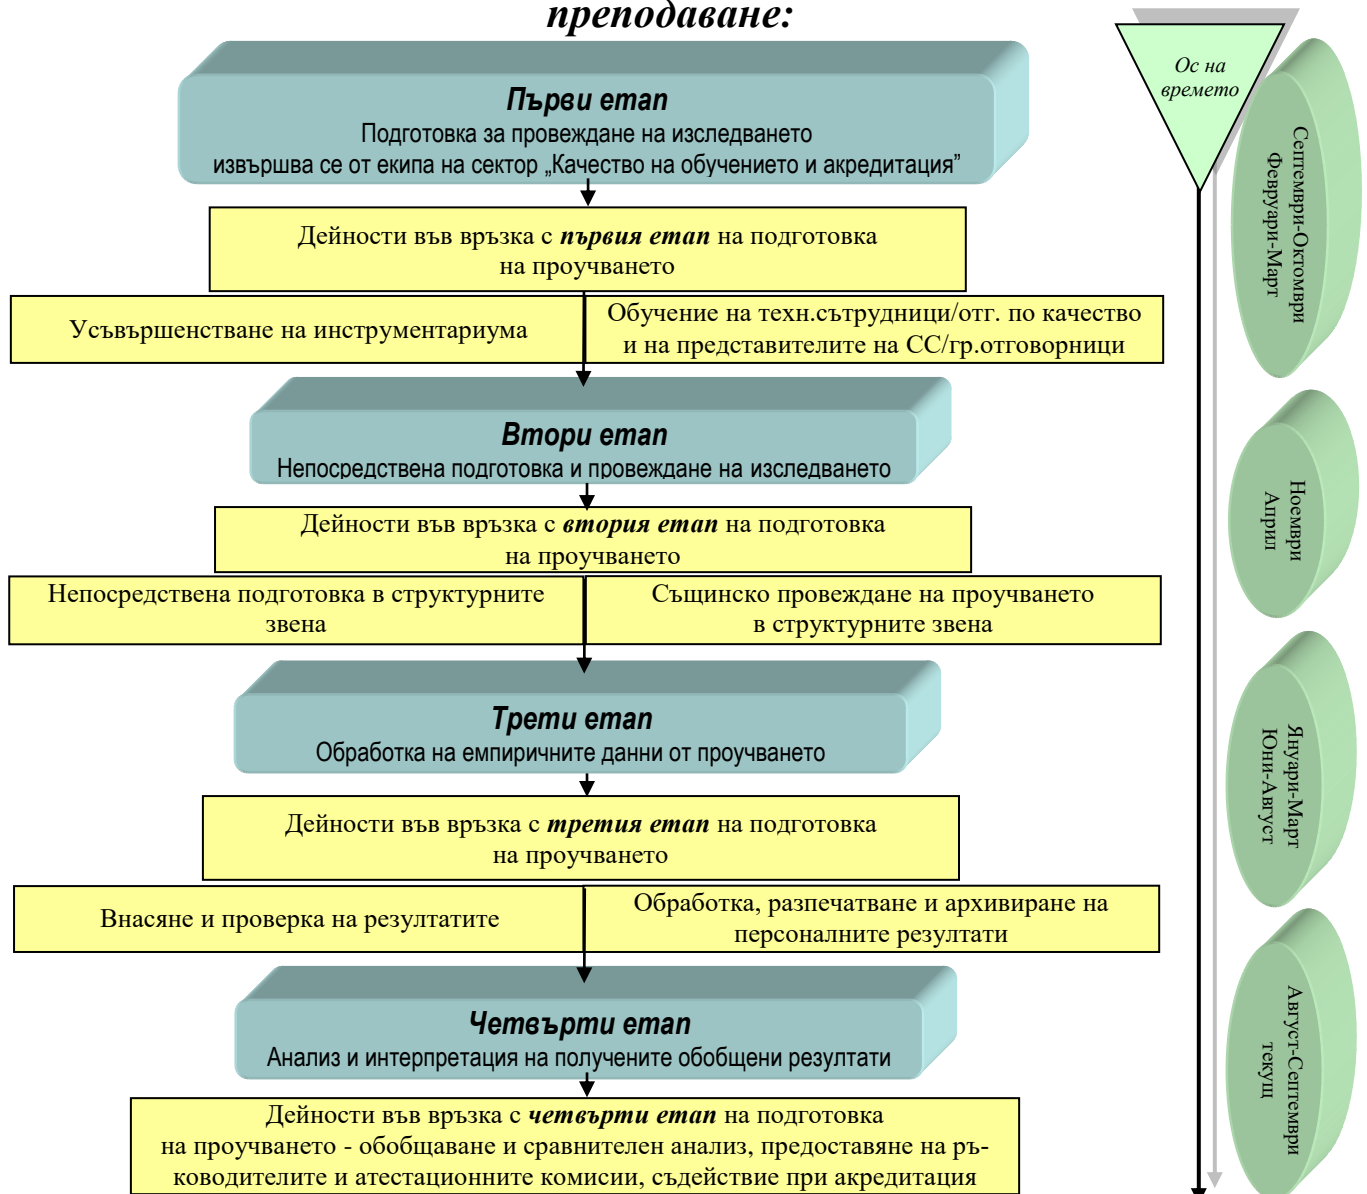 преподаване:
Ос на
времето
Първи етап
Подготовка за провеждане на изследването
извършва се от екипа на сектор „Качество на обучението и акредитация”
Септември-Октомври
Февруари-Март
Дейности във връзка с първия етап на подготовка
на проучването
Усъвършенстване на инструментариума
Обучение на техн.сътрудници/отг. по качество
и на представителите на СС/гр.отговорници
Втори етап
Непосредствена подготовка и провеждане на изследването
Ноември
Април
Дейности във връзка с втория етап на подготовка
на проучването
Непосредствена подготовка в структурните
звена
Същинско провеждане на проучването
в структурните звена
Трети етап
Обработка на емпиричните данни от проучването
Януари-Март
Юни-Август
Дейности във връзка с третия етап на подготовка
на проучването
Внасяне и проверка на резултатите
Обработка, разпечатване и архивиране на
персоналните резултати
Четвърти етап
Анализ и интерпретация на получените обобщени резултати
Август-Септември
текущ
Дейности във връзка с четвърти етап на подготовка
на проучването - обобщаване и сравнителен анализ, предоставяне на ръ-
ководителите и атестационните комисии, съдействие при акредитация